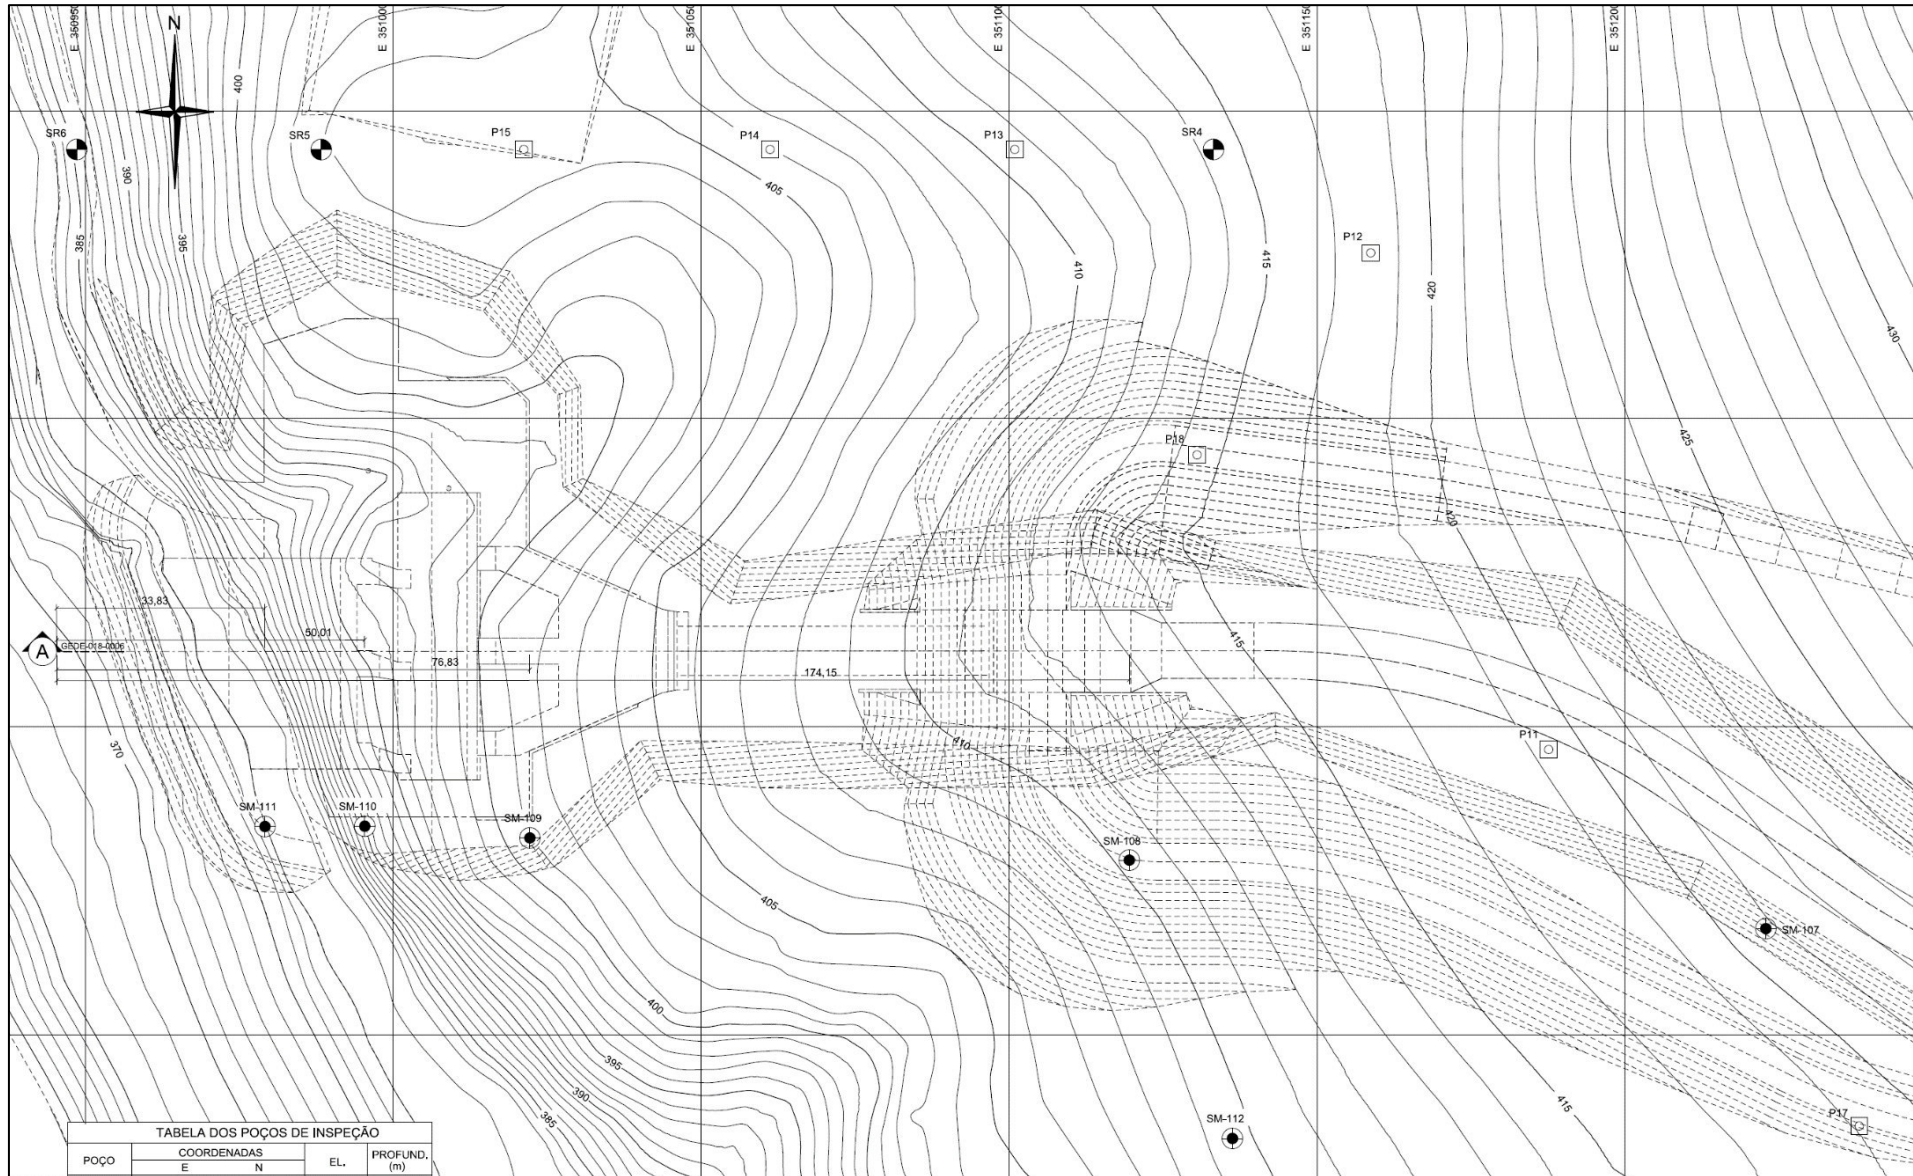 E 350950
E 351000
E 351050
E 351100
E 351150
E 351200
N
400
SR6
SR5
P15
P14
P13
SR4
390
405
385
395
P12
410
415
420
430
P18
425
420
33,83
50,01
415
A
GEDE-018-0006
76,83
174,15
370
410
P11
SM-111
SM-110
SM-109
SM-108
405
SM-107
400
395
390
385
415
SM-112
P17
TABELA DOS POÇOS DE INSPEÇÃO
POÇO
COORDENADAS
E N
EL.
PROFUND.
(m)